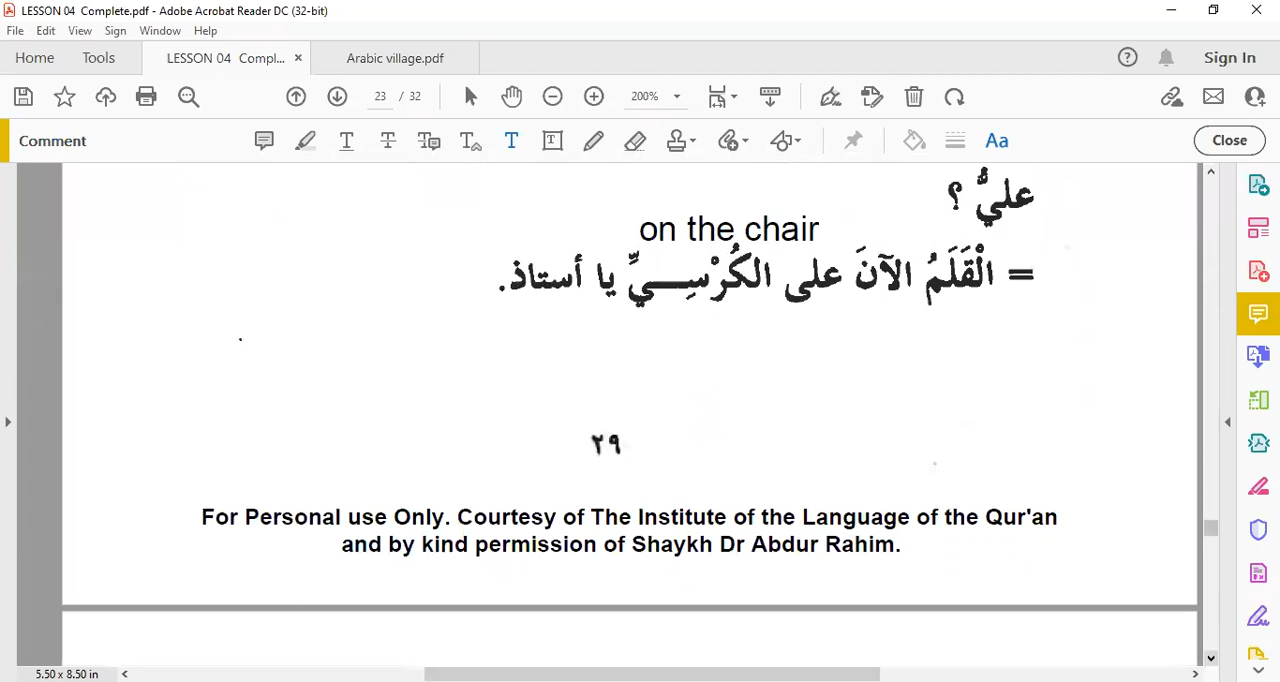 LESSON 04 Complete.pdf - Adobe Acrobat Reader DC (32-bit)
File Edit View Sign Window Help
Home Tools LESSON 04 Compl... × Arabic village.pdf Sign In
23 / 32 200%
Comment Close
عليٌّ ؟
on the chair
= الْقَلَمُ الآنَ على الكُرْسِـيِّ يا أستاذ.
٢٩
For Personal use Only. Courtesy of The Institute of the Language of the Qur'an
and by kind permission of Shaykh Dr Abdur Rahim.
5.50 x 8.50 in